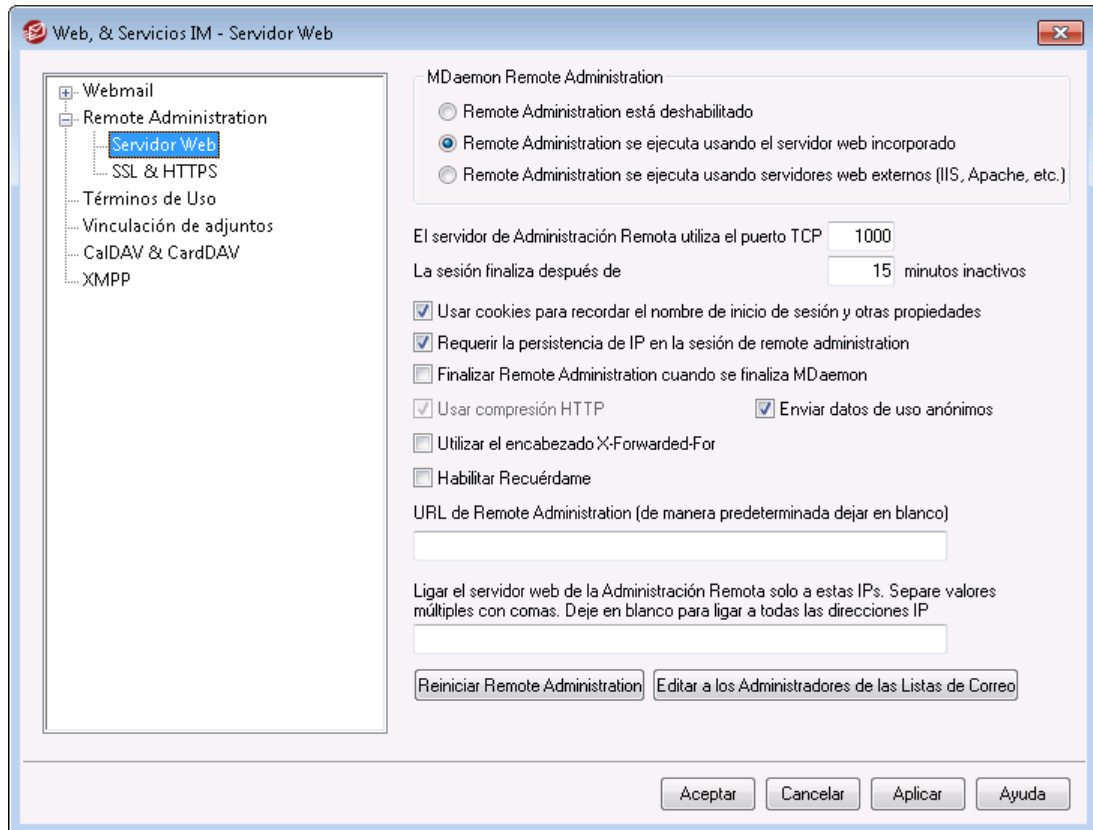 Web, & Servicios IM - Servidor Web
Webmail
Remote Administration
Servidor Web
SSL & HTTPS
Términos de Uso
Vinculación de adjuntos
CalDAV & CardDAV
XMPP
MDaemon Remote Administration
Remote Administration está deshabilitado
Remote Administration se ejecuta usando el servidor web incorporado
Remote Administration se ejecuta usando servidores web externos (IIS, Apache, etc.)
El servidor de Administración Remota utiliza el puerto TCP 1000
La sesión finaliza después de 15 minutos inactivos
Usar cookies para recordar el nombre de inicio de sesión y otras propiedades
Requerir la persistencia de IP en la sesión de remote administration
Finalizar Remote Administration cuando se finaliza MDaemon
Usar compresión HTTP Enviar datos de uso anónimos
Utilizar el encabezado X-Forwarded-For
Habilitar Recuérdame
URL de Remote Administration (de manera predeterminada dejar en blanco)
Ligar el servidor web de la Administración Remota solo a estas IPs. Separe valores
múltiples con comas. Deje en blanco para ligar a todas las direcciones IP
Reiniciar Remote Administration Editar a los Administradores de las Listas de Correo
Aceptar Cancelar Aplicar Ayuda